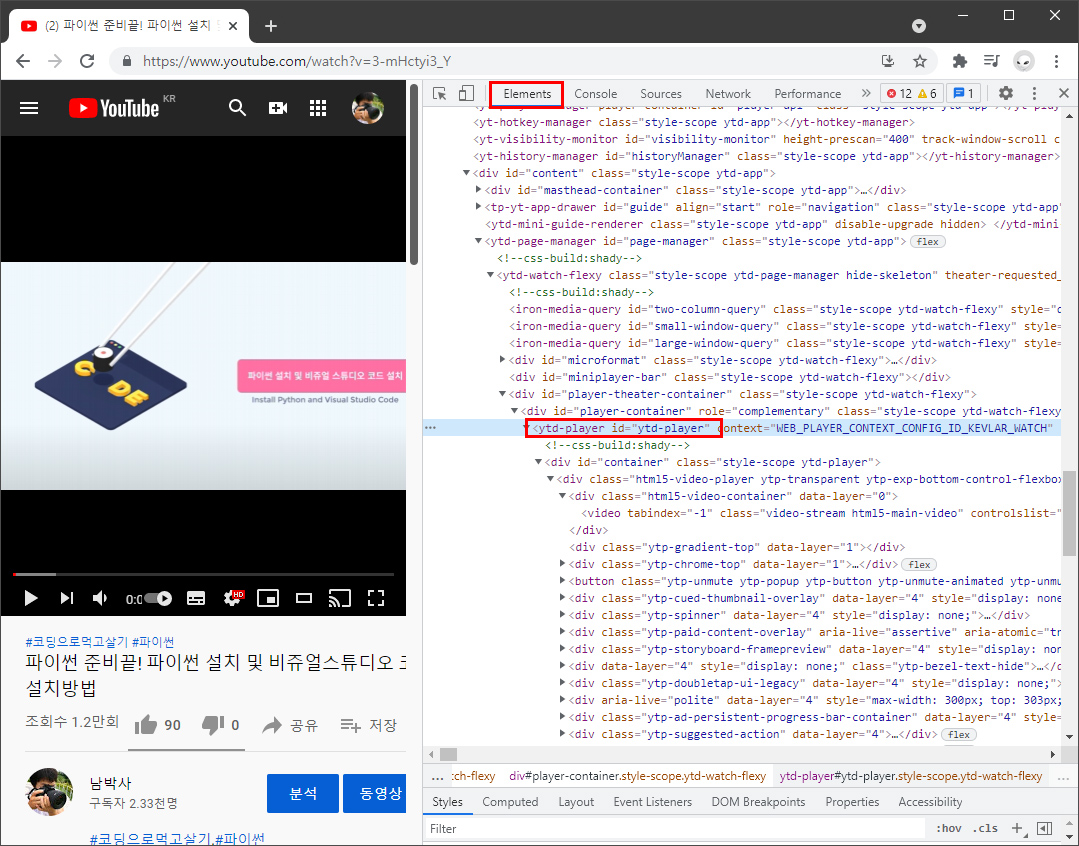 (2) 파이썬 준비끝! 파이썬 설치
https://www.youtube.com/watch?v=3-mHctyi3_Y
YouTube KR
파이썬 설치 및 비쥬얼 스튜디오 코드 설치
Install Python and Visual Studio Code
CODE
0:0
HD
#코딩으로먹고살기 #파이썬
파이썬 준비끝! 파이썬 설치 및 비쥬얼스튜디오 코
설치방법
조회수 1.2만회 90 0 공유 저장
남박사
구독자 2.33천명
분석 동영상
#코딩으로먹고살기,#파이썬
Elements Console Sources Network Performance » 12 6 1
<yt-hotkey-manager class="style-scope ytd-app"></yt-hotkey-manager>
<yt-visibility-monitor id="visibility-monitor" height-prescan="400" track-window-scroll c
<yt-history-manager id="historyManager" class="style-scope ytd-app"></yt-history-manager>
▼<div id="content" class="style-scope ytd-app">
▶<div id="masthead-container" class="style-scope ytd-app">…</div>
▶<tp-yt-app-drawer id="guide" align="start" role="navigation" class="style-scope ytd-app"
<ytd-mini-guide-renderer class="style-scope ytd-app" disable-upgrade hidden> </ytd-mini
▼<ytd-page-manager id="page-manager" class="style-scope ytd-app"> flex
<!--css-build:shady-->
▼<ytd-watch-flexy class="style-scope ytd-page-manager hide-skeleton" theater-requested_
<!--css-build:shady-->
<iron-media-query id="two-column-query" class="style-scope ytd-watch-flexy" style="d
<iron-media-query id="small-window-query" class="style-scope ytd-watch-flexy" style=
<iron-media-query id="large-window-query" class="style-scope ytd-watch-flexy" style=
▶<div id="microformat" class="style-scope ytd-watch-flexy">…</div>
<div id="miniplayer-bar" class="style-scope ytd-watch-flexy"></div>
▼<div id="player-theater-container" class="style-scope ytd-watch-flexy">
▼<div id="player-container" role="complementary" class="style-scope ytd-watch-flexy
… ▼<ytd-player id="ytd-player" context="WEB_PLAYER_CONTEXT_CONFIG_ID_KEVLAR_WATCH"
<!--css-build:shady-->
▼<div id="container" class="style-scope ytd-player">
▼<div class="html5-video-player ytp-transparent ytp-exp-bottom-control-flexbox
▼<div class="html5-video-container" data-layer="0">
<video tabindex="-1" class="video-stream html5-main-video" controlslist="
</div>
<div class="ytp-gradient-top" data-layer="1"></div>
▶<div class="ytp-chrome-top" data-layer="1">…</div> flex
▶<button class="ytp-unmute ytp-popup ytp-button ytp-unmute-animated ytp-unmu
▶<div class="ytp-cued-thumbnail-overlay" data-layer="4" style="display: none
▶<div class="ytp-spinner" data-layer="4" style="display: none;">…</div>
▶<div class="ytp-paid-content-overlay" aria-live="assertive" aria-atomic="tr
▶<div class="ytp-storyboard-framepreview" data-layer="4" style="display: non
▶<div data-layer="4" style="display: none;" class="ytp-bezel-text-hide">…</d
▶<div class="ytp-doubletap-ui-legacy" data-layer="4" style="display: none;">
▶<div aria-live="polite" data-layer="4" style="max-width: 300px; top: 303px;
▶<div class="ytp-ad-persistent-progress-bar-container" data-layer="4" style=
▶<div class="ytp-suggested-action" data-layer="4">…</div> flex
… tch-flexy div#player-container.style-scope.ytd-watch-flexy ytd-player#ytd-player.style-scope.ytd-watch-flexy …
Styles Computed Layout Event Listeners DOM Breakpoints Properties Accessibility
Filter :hov .cls +